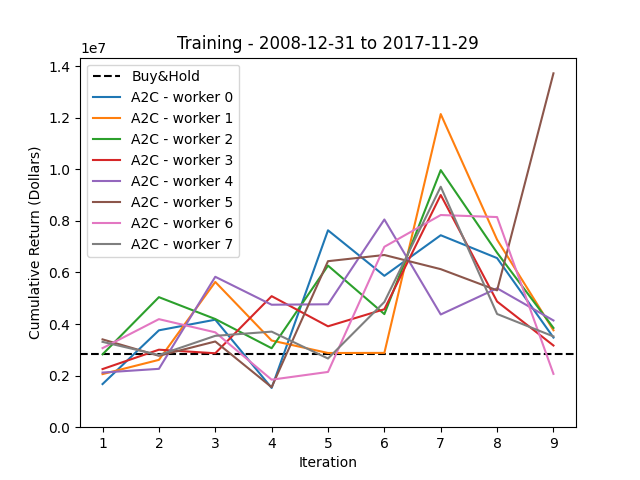 Training - 2008-12-31 to 2017-11-29
1e7
1.4
1.2
1.0
0.8
0.6
0.4
0.2
0.0
Cumulative Return (Dollars)
Buy&Hold
A2C - worker 0
A2C - worker 1
A2C - worker 2
A2C - worker 3
A2C - worker 4
A2C - worker 5
A2C - worker 6
A2C - worker 7
1 2 3 4 5 6 7 8 9
Iteration